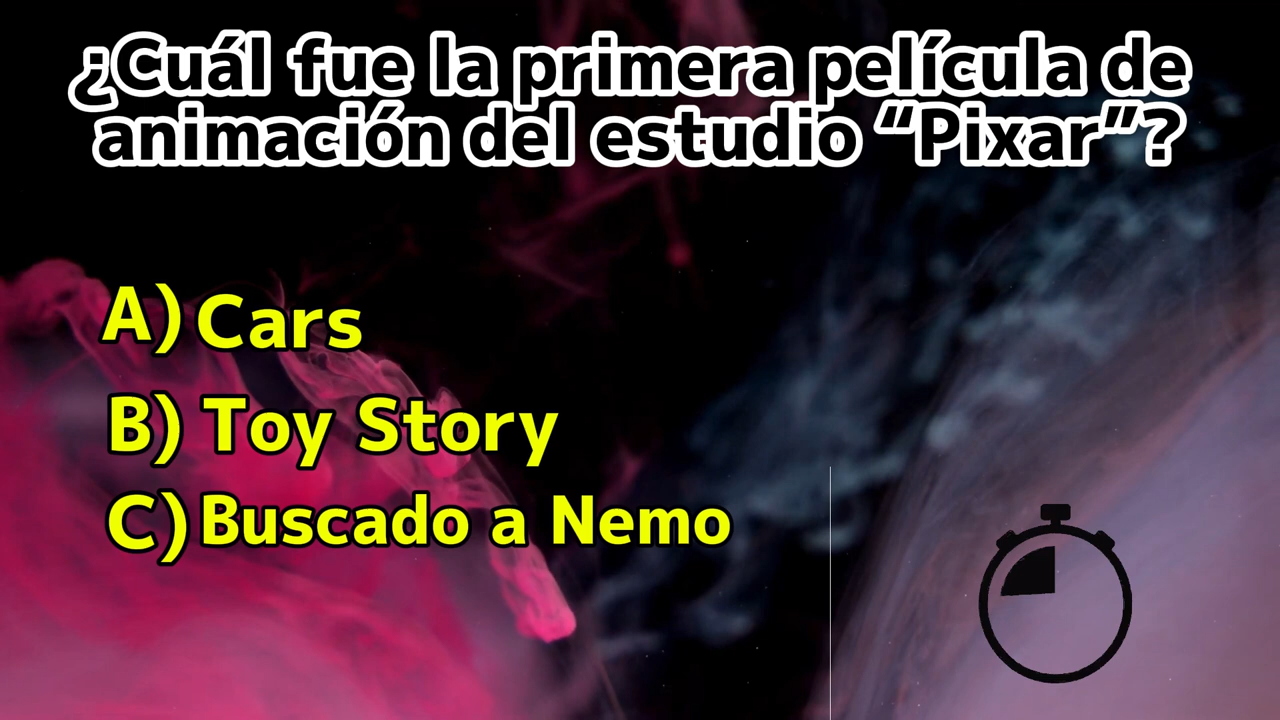 ¿Cuál fue la primera película de
animación del estudio "Pixar"?
A) Cars
B) Toy Story
C) Buscado a Nemo